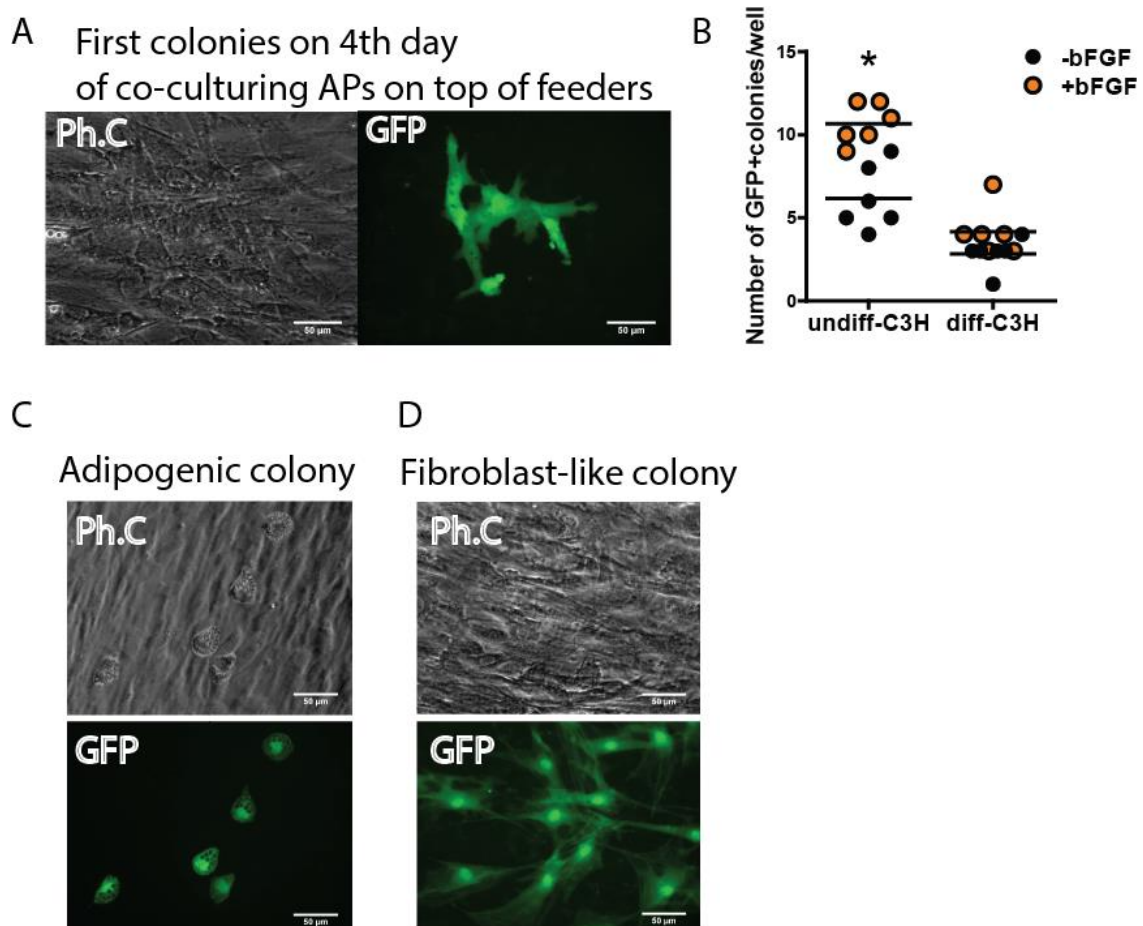 A
First colonies on 4th day
of co-culturing APs on top of feeders
Ph.C
50 µm
GFP
50 µm
B
Number of GFP+colonies/well
15
10
5
0
*
-bFGF
+bFGF
undiff-C3H
diff-C3H
C
Adipogenic colony
Ph.C
50 µm
GFP
50 µm
D
Fibroblast-like colony
Ph.C
50 µm
GFP
50 µm